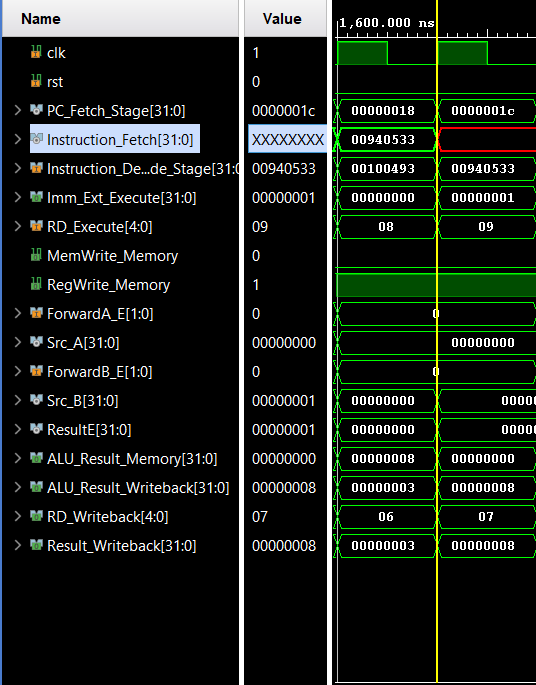 Name Value 1,600.000 ns
clk 1
rst 0
PC_Fetch_Stage[31:0] 0000001c 00000018 0000001c
Instruction_Fetch[31:0] XXXXXXXX 00940533
Instruction_De...de_Stage[31:0 00940533 00100493 00940533
Imm_Ext_Execute[31:0] 00000001 00000000 00000001
RD_Execute[4:0] 09 08 09
MemWrite_Memory 0
RegWrite_Memory 1
ForwardA_E[1:0] 0 0
Src_A[31:0] 00000000 00000000
ForwardB_E[1:0] 0 0
Src_B[31:0] 00000001 00000000 0000
ResultE[31:0] 00000001 00000000 0000
ALU_Result_Memory[31:0] 00000000 00000008 00000000
ALU_Result_Writeback[31:0] 00000008 00000003 00000008
RD_Writeback[4:0] 07 06 07
Result_Writeback[31:0] 00000008 00000003 00000008